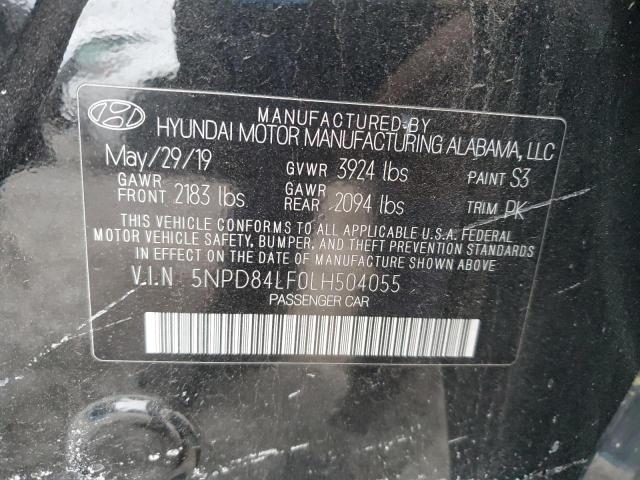 MANUFACTURED BY
HYUNDAI MOTOR MANUFACTURING ALABAMA, LLC
May/29/19 GVWR 3924 lbs PAINT S3
GAWR FRONT 2183 lbs GAWR REAR 2094 lbs TRIM PK
THIS VEHICLE CONFORMS TO ALL APPLICABLE U.S.A. FEDERAL
MOTOR VEHICLE SAFETY, BUMPER, AND THEFT PREVENTION STANDARDS
IN EFFECT ON THE DATE OF MANUFACTURE SHOWN ABOVE.
V.I.N 5NPD84LF0LH504055
PASSENGER CAR